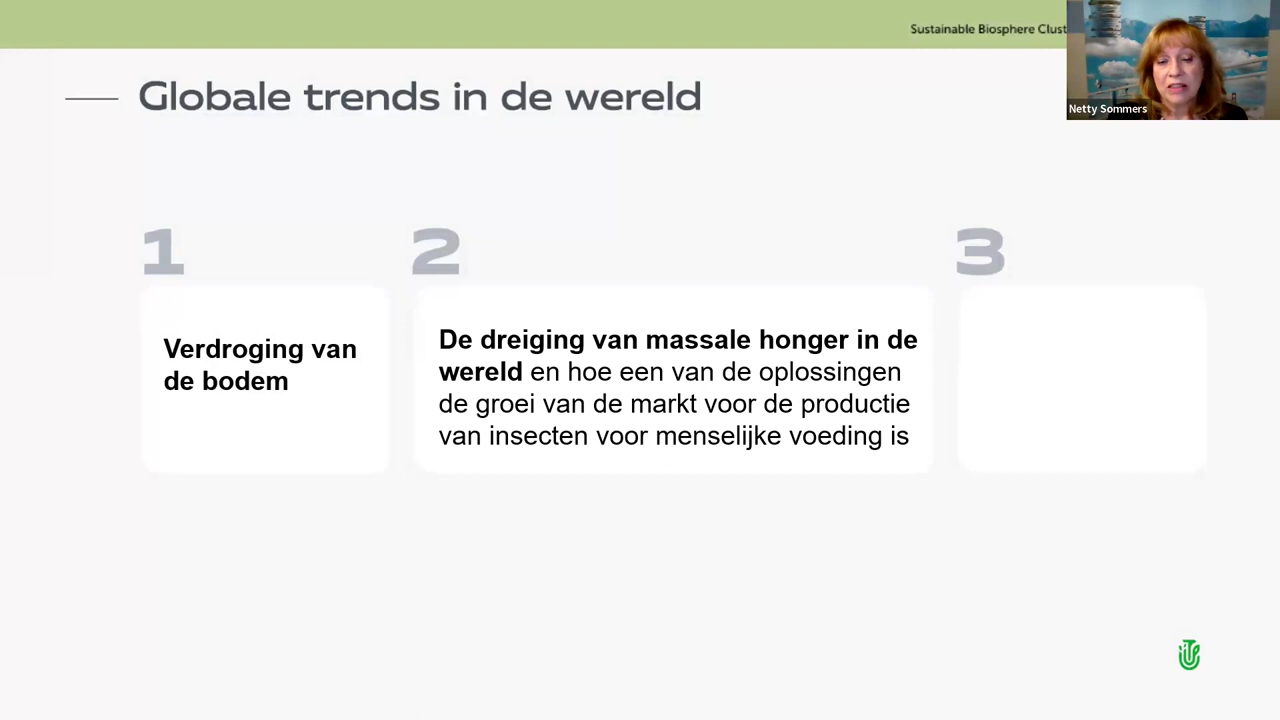 Sustainable Biosphere Clust
Netty Sommers
Globale trends in de wereld
1
2
3
Verdroging van
de bodem
De dreiging van massale honger in de
wereld en hoe een van de oplossingen
de groei van de markt voor de productie
van insecten voor menselijke voeding is